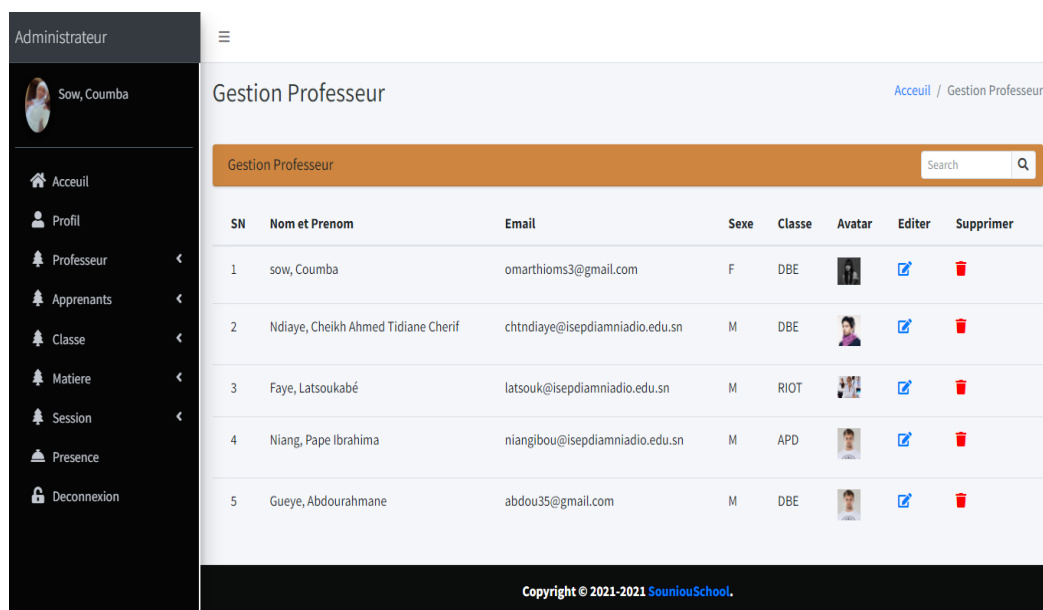 Administrateur
Sow, Coumba
Acceuil
Profil
Professeur
Apprenants
Classe
Matiere
Session
Presence
Deconnexion
Gestion Professeur
Acceuil / Gestion Professeur
Gestion Professeur
Search
SN Nom et Prenom Email Sexe Classe Avatar Editer Supprimer
1 sow, Coumba omarthioms3@gmail.com F DBE
2 Ndiaye, Cheikh Ahmed Tidiane Cherif chtndiaye@isepdiamniadio.edu.sn M DBE
3 Faye, Latsoukabé latsouk@isepdiamniadio.edu.sn M RIOT
4 Niang, Pape Ibrahima niangibou@isepdiamniadio.edu.sn M APD
5 Gueye, Abdourahmane abdou35@gmail.com M DBE
Copyright © 2021-2021 SouniouSchool.